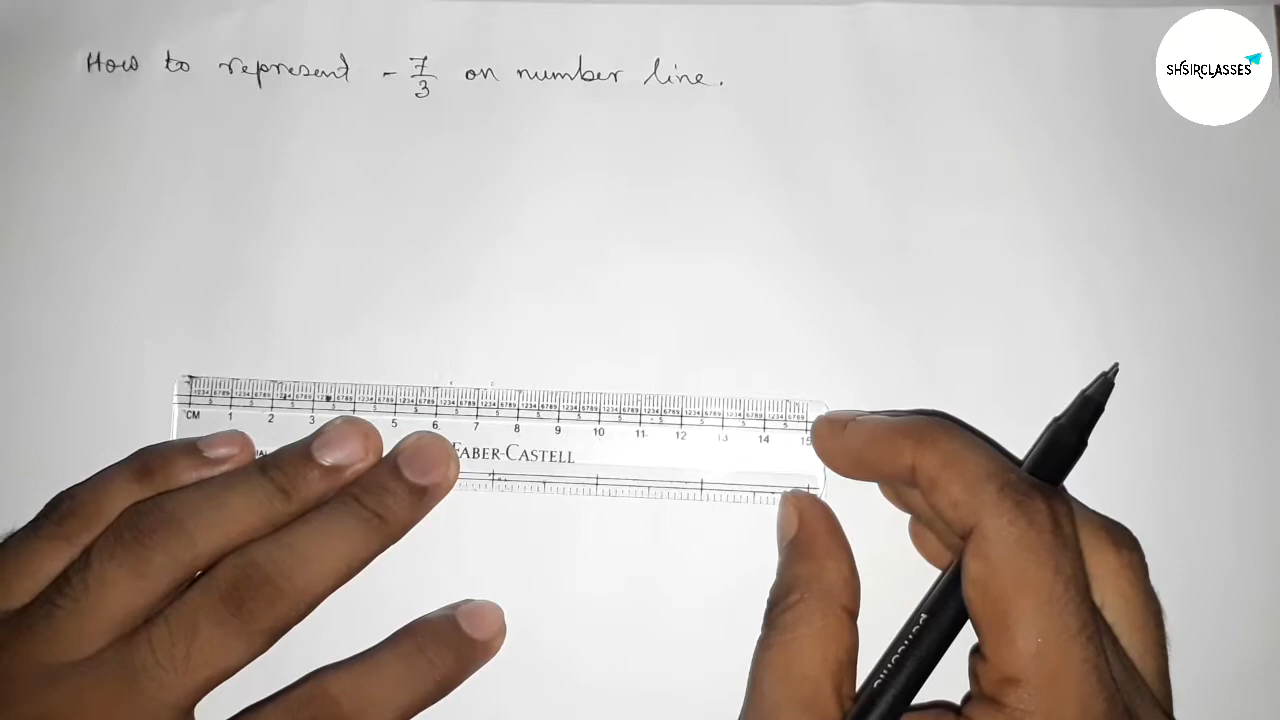 How to represent - 7/3 on number line.
SHSIRCLASSES
CM 1 2 3 5 6 7 8 9 10 11 12 13 14 15
FABER-CASTELL